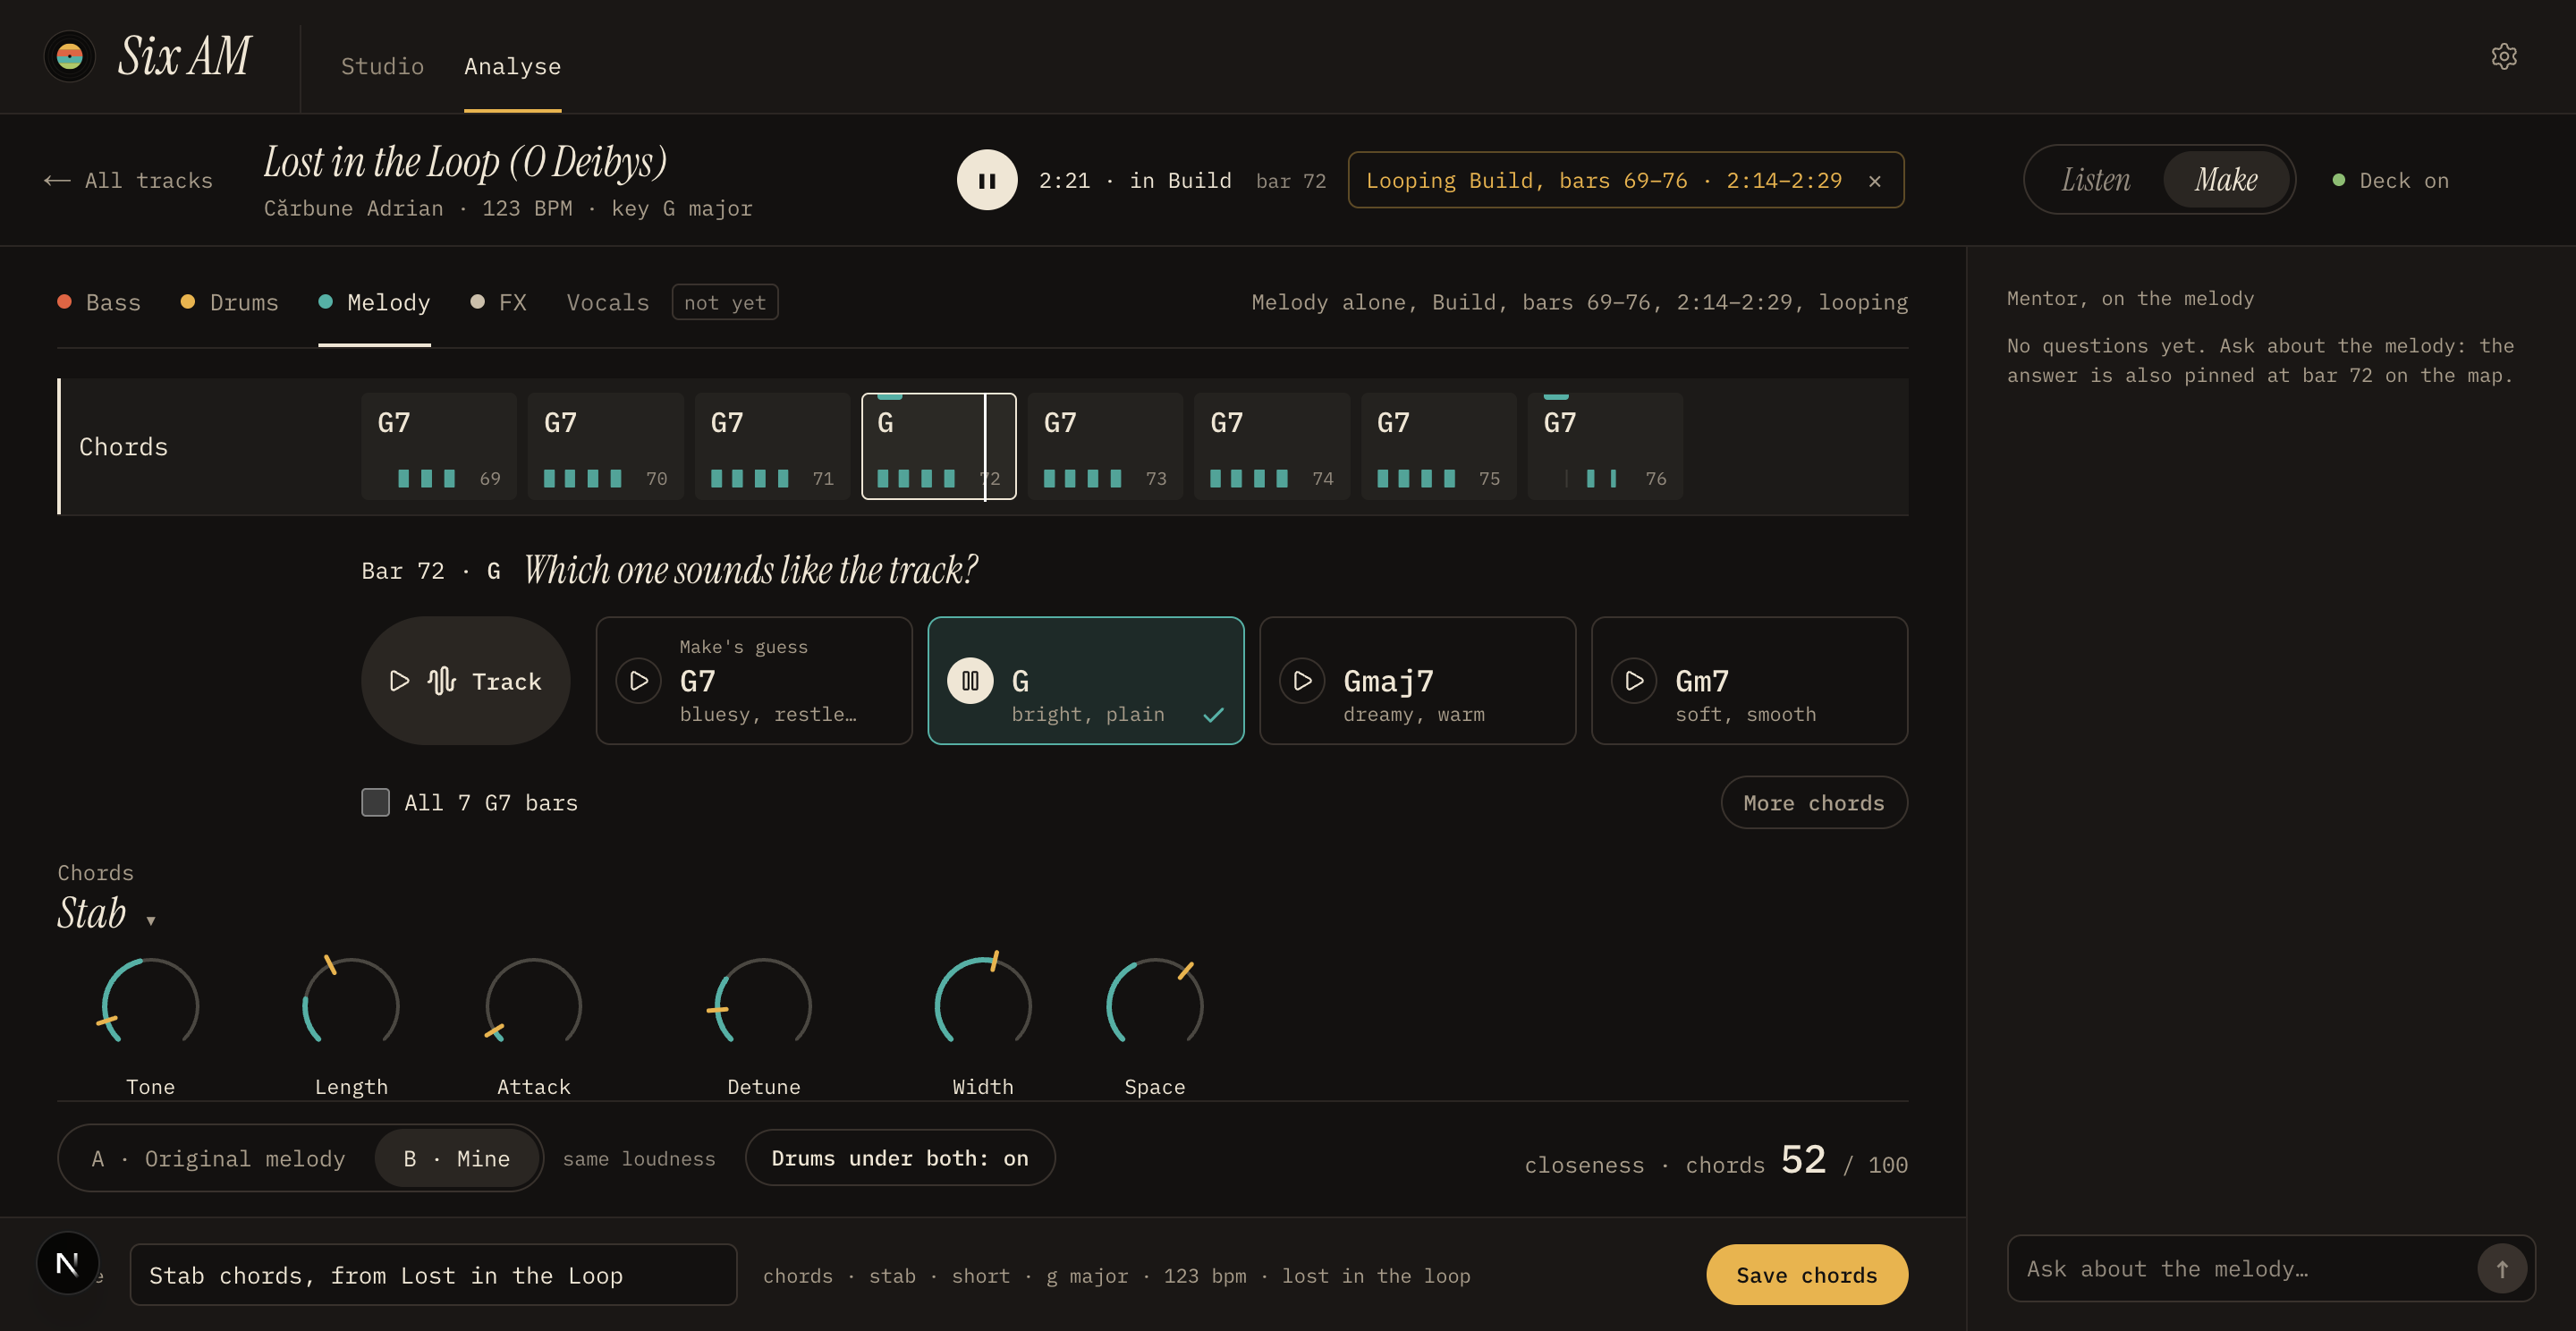 Six AM
Studio
Analyse
← All tracks
Lost in the Loop (O Deibys)
Cărbune Adrian · 123 BPM · key G major
2:21 · in Build
bar 72
Looping Build, bars 69–76 · 2:14–2:29 ×
Listen
Make
Deck on
Bass
Drums
Melody
FX
Vocals
not yet
Melody alone, Build, bars 69–76, 2:14–2:29, looping
Chords
G7
69
G7
70
G7
71
G
72
G7
73
G7
74
G7
75
G7
76
Bar 72 · G Which one sounds like the track?
Track
Make's guess
G7
bluesy, restle…
G
bright, plain
Gmaj7
dreamy, warm
Gm7
soft, smooth
All 7 G7 bars
More chords
Chords
Stab ▾
Tone
Length
Attack
Detune
Width
Space
A · Original melody
B · Mine
same loudness
Drums under both: on
closeness · chords 52 / 100
N
Stab chords, from Lost in the Loop
chords · stab · short · g major · 123 bpm · lost in the loop
Save chords
Mentor, on the melody
No questions yet. Ask about the melody: the
answer is also pinned at bar 72 on the map.
Ask about the melody…
↑